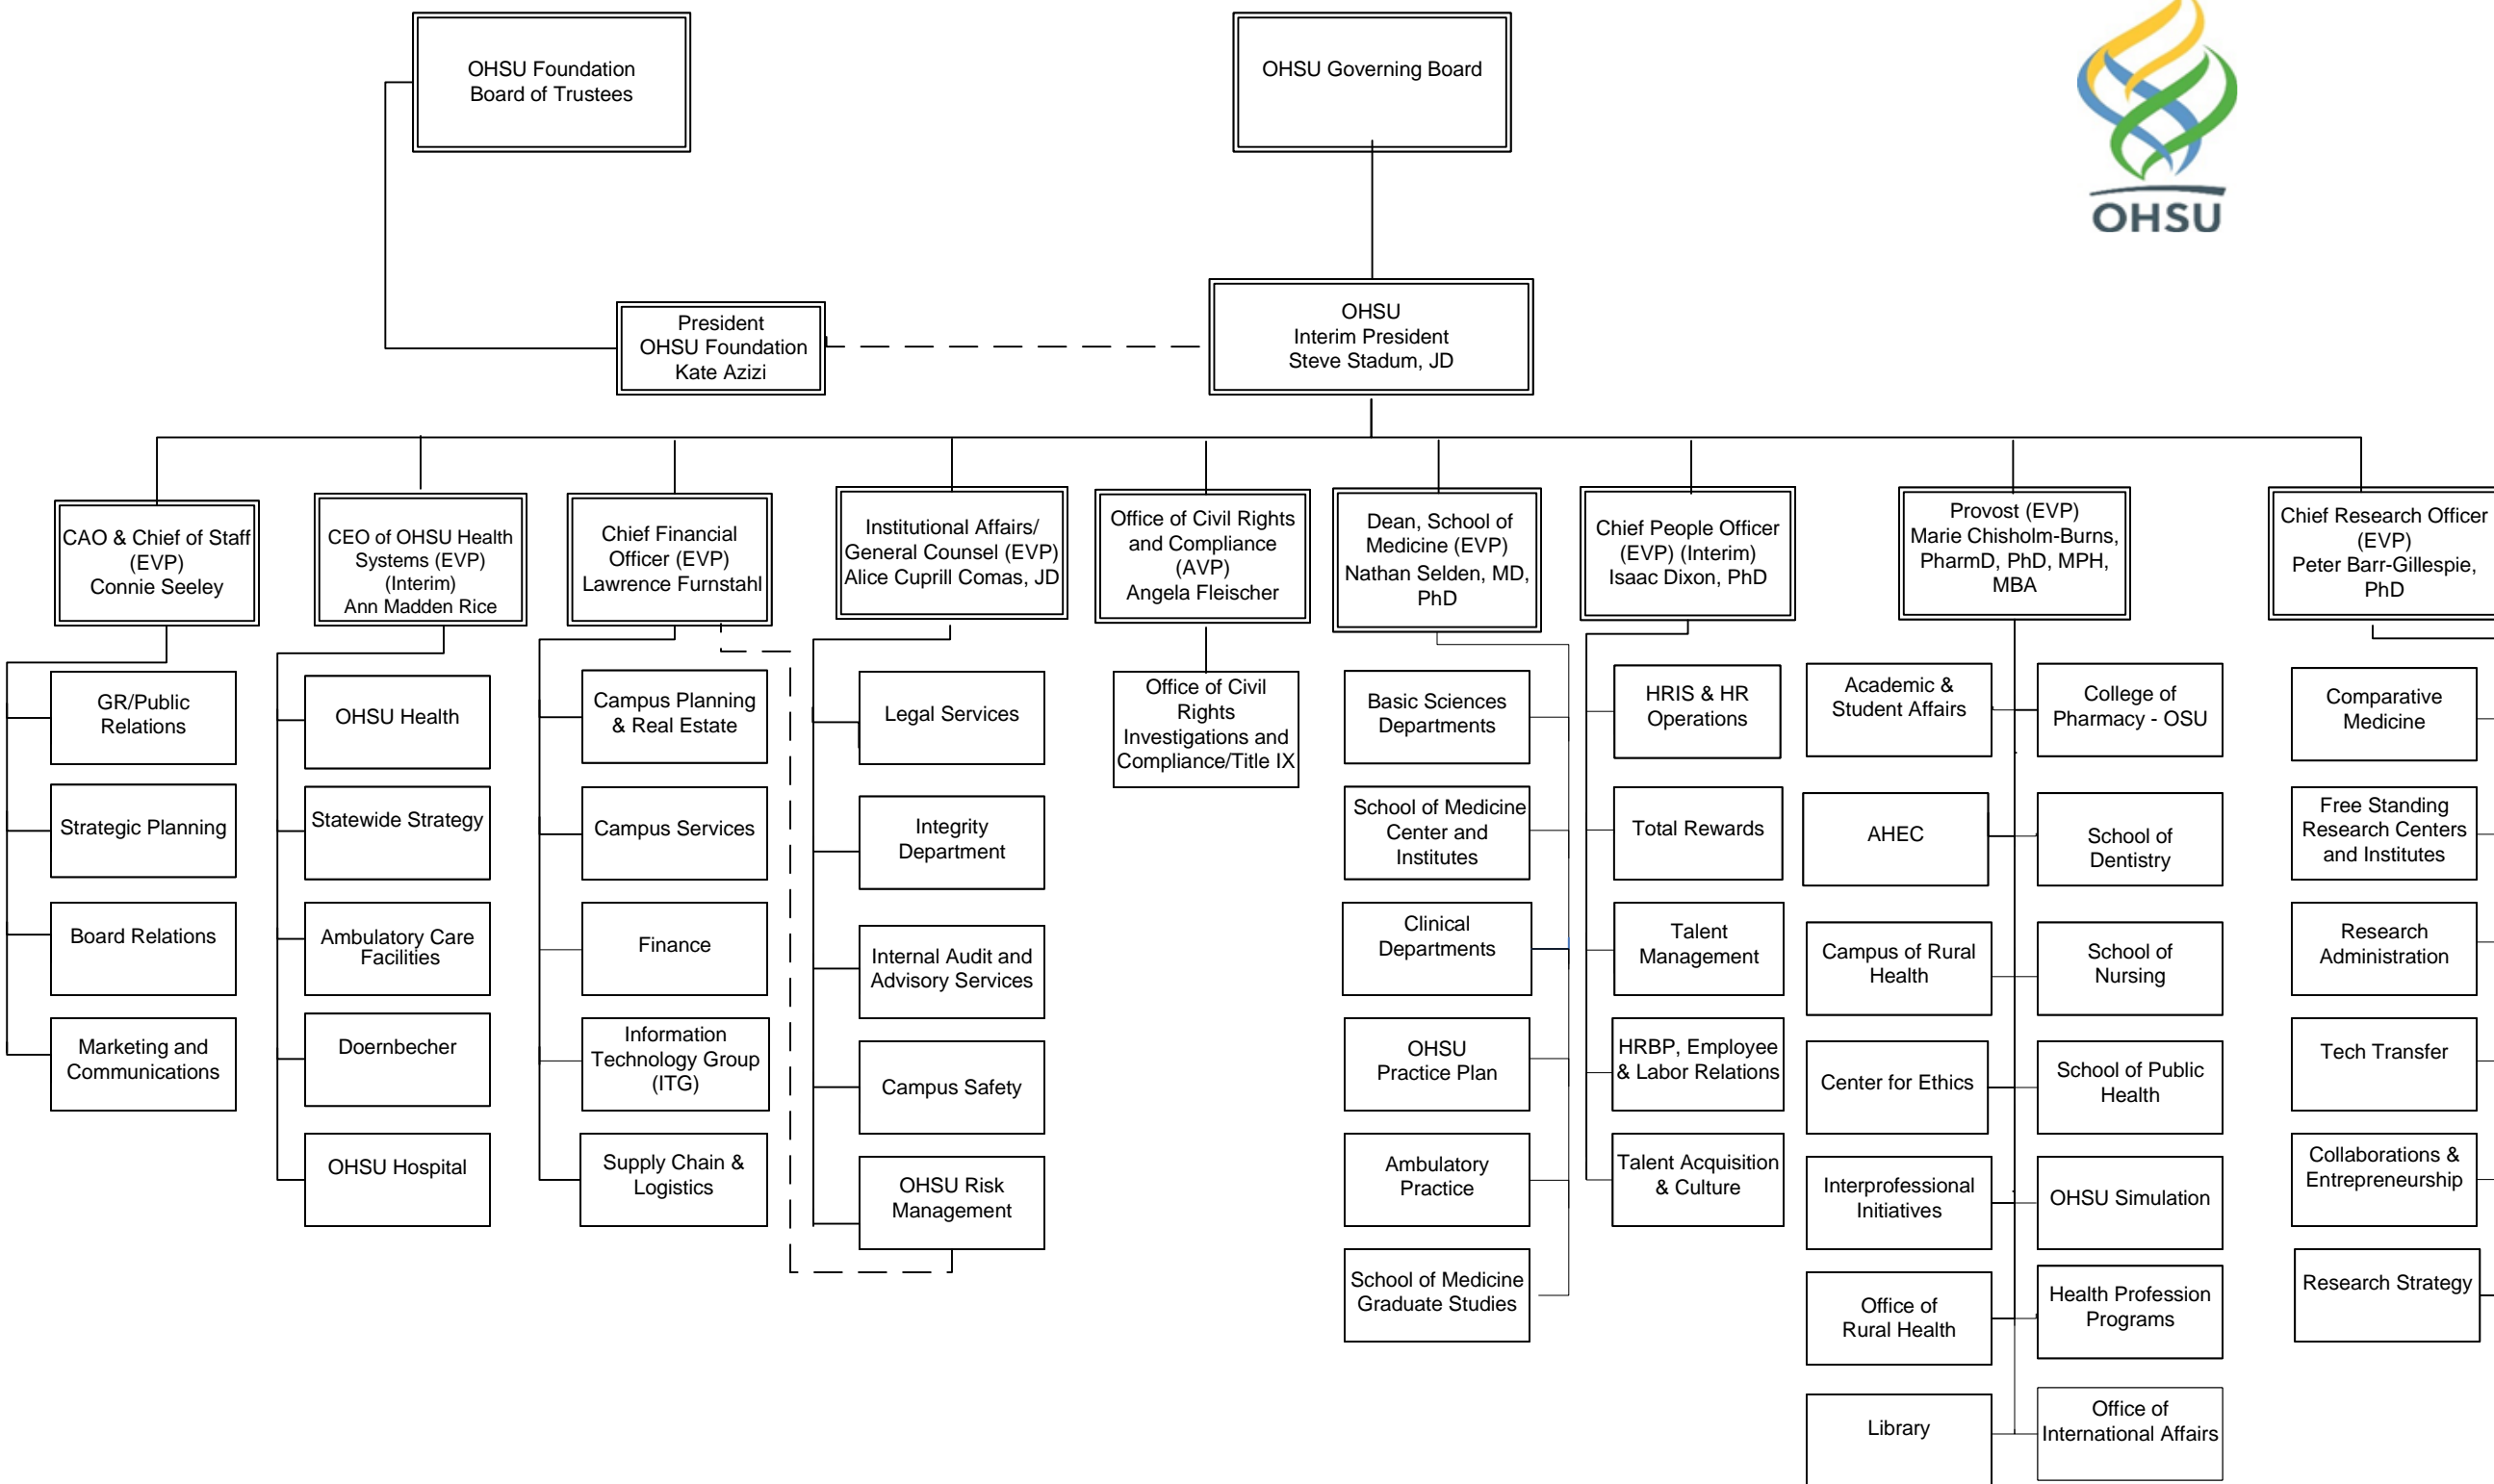 OHSU Foundation
Board of Trustees
OHSU Governing Board
OHSU
President
OHSU Foundation
Kate Azizi
OHSU
Interim President
Steve Stadum, JD
CAO & Chief of Staff
(EVP)
Connie Seeley
CEO of OHSU Health
Systems (EVP)
(Interim)
Ann Madden Rice
Chief Financial
Officer (EVP)
Lawrence Furnstahl
Institutional Affairs/
General Counsel (EVP)
Alice Cuprill Comas, JD
Office of Civil Rights
and Compliance
(AVP)
Angela Fleischer
Dean, School of
Medicine (EVP)
Nathan Selden, MD,
PhD
Chief People Officer
(EVP) (Interim)
Isaac Dixon, PhD
Provost (EVP)
Marie Chisholm-Burns,
PharmD, PhD, MPH,
MBA
Chief Research Officer
(EVP)
Peter Barr-Gillespie,
PhD
GR/Public
Relations
Strategic Planning
Board Relations
Marketing and
Communications
OHSU Health
Statewide Strategy
Ambulatory Care
Facilities
Doernbecher
OHSU Hospital
Campus Planning
& Real Estate
Campus Services
Finance
Information
Technology Group
(ITG)
Supply Chain &
Logistics
Legal Services
Integrity
Department
Internal Audit and
Advisory Services
Campus Safety
OHSU Risk
Management
Office of Civil
Rights
Investigations and
Compliance/Title IX
Basic Sciences
Departments
School of Medicine
Center and
Institutes
Clinical
Departments
OHSU
Practice Plan
Ambulatory
Practice
School of Medicine
Graduate Studies
HRIS & HR
Operations
Total Rewards
Talent
Management
HRBP, Employee
& Labor Relations
Talent Acquisition
& Culture
Academic &
Student Affairs
AHEC
Campus of Rural
Health
Center for Ethics
Interprofessional
Initiatives
Office of
Rural Health
Library
College of
Pharmacy - OSU
School of
Dentistry
School of
Nursing
School of Public
Health
OHSU Simulation
Health Profession
Programs
Office of
International Affairs
Comparative
Medicine
Free Standing
Research Centers
and Institutes
Research
Administration
Tech Transfer
Collaborations &
Entrepreneurship
Research Strategy